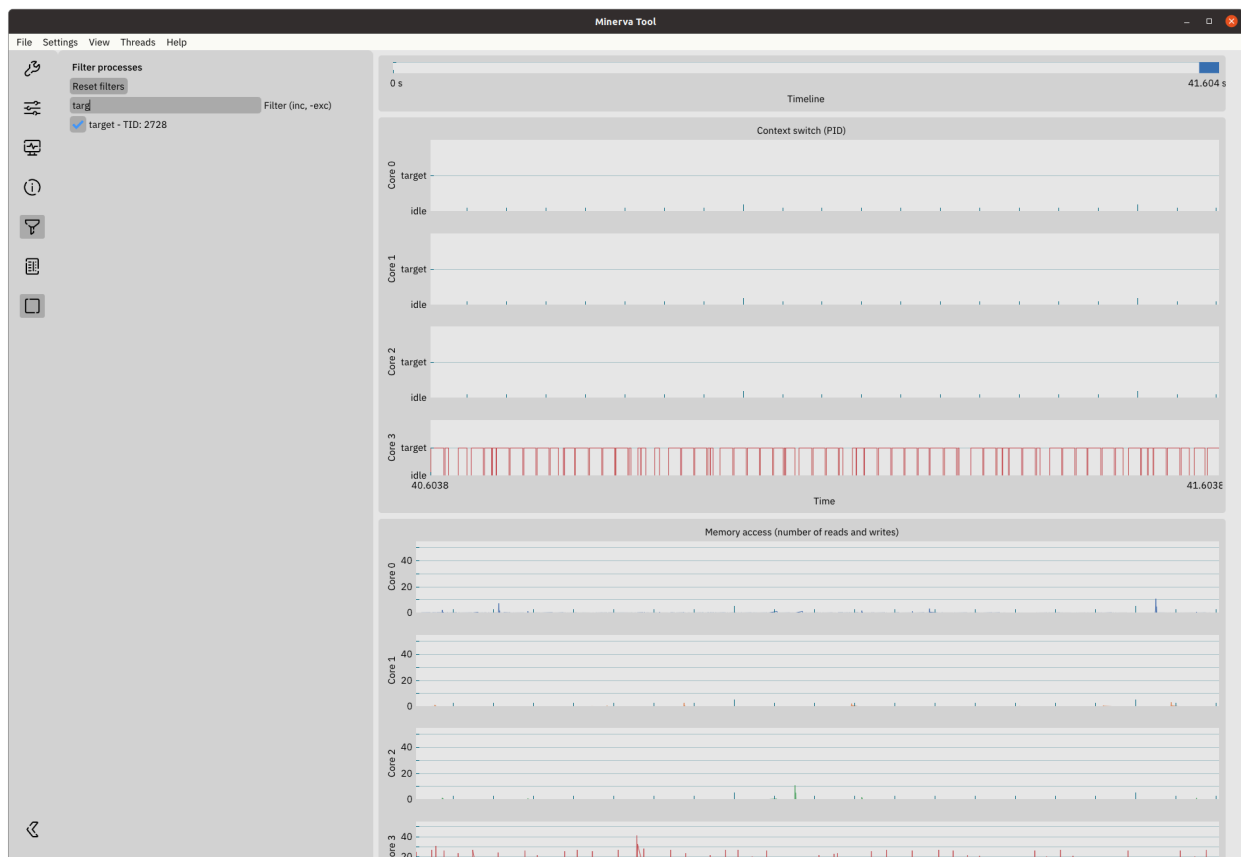 Minerva Tool
File Settings View Threads Help
Filter processes
Reset filters
targ Filter (inc, -exc)
target - TID: 2728
0 s 41.604 s
Timeline
Context switch (PID)
Core 0
target
idle
Core 1
target
idle
Core 2
target
idle
Core 3
target
idle
40.6038 41.6038
Time
Memory access (number of reads and writes)
Core 0
40
20
0
Core 1
40
20
0
Core 2
40
20
0
40
20